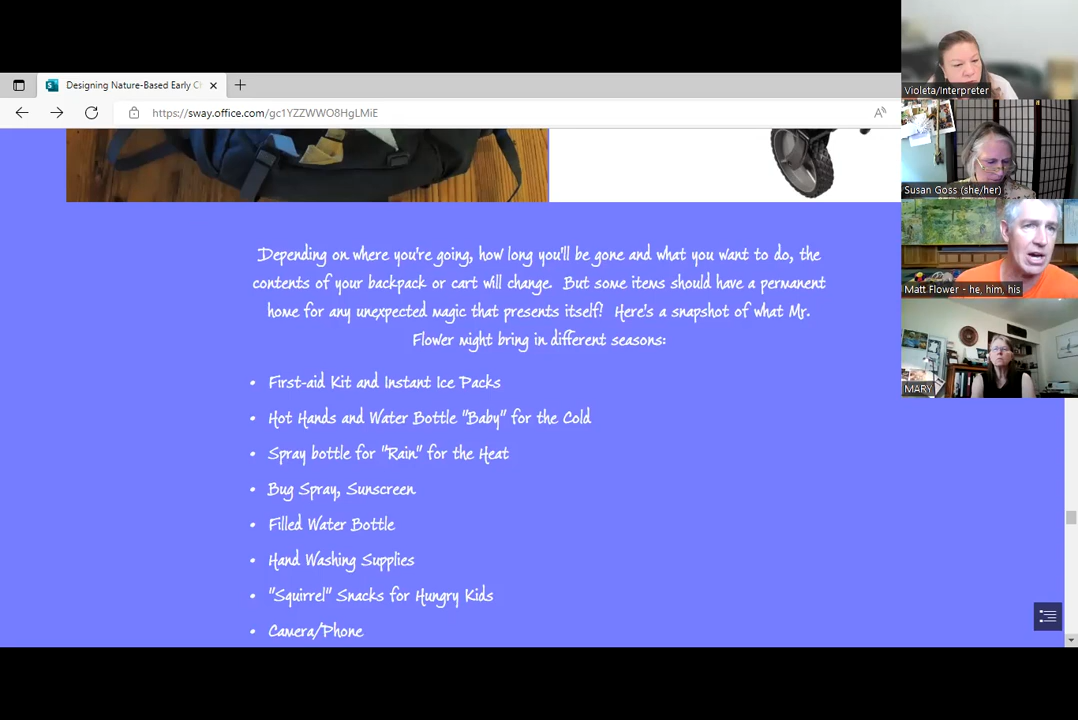 Designing Nature-Based Early C
https://sway.office.com/gc1YZZWWO8HgLMiE
Violeta/Interpreter
Susan Goss (she/her)
Matt Flower - he, him, his
MARY
Depending on where you're going, how long you'll be gone and what you want to do, the
contents of your backpack or cart will change. But some items should have a permanent
home for any unexpected magic that presents itself! Here's a snapshot of what Mr.
Flower might bring in different seasons:
• First-aid Kit and Instant Ice Packs
• Hot Hands and Water Bottle "Baby" for the Cold
• Spray bottle for "Rain" for the Heat
• Bug Spray, Sunscreen
• Filled Water Bottle
• Hand Washing Supplies
• "Squirrel" Snacks for Hungry Kids
• Camera/Phone